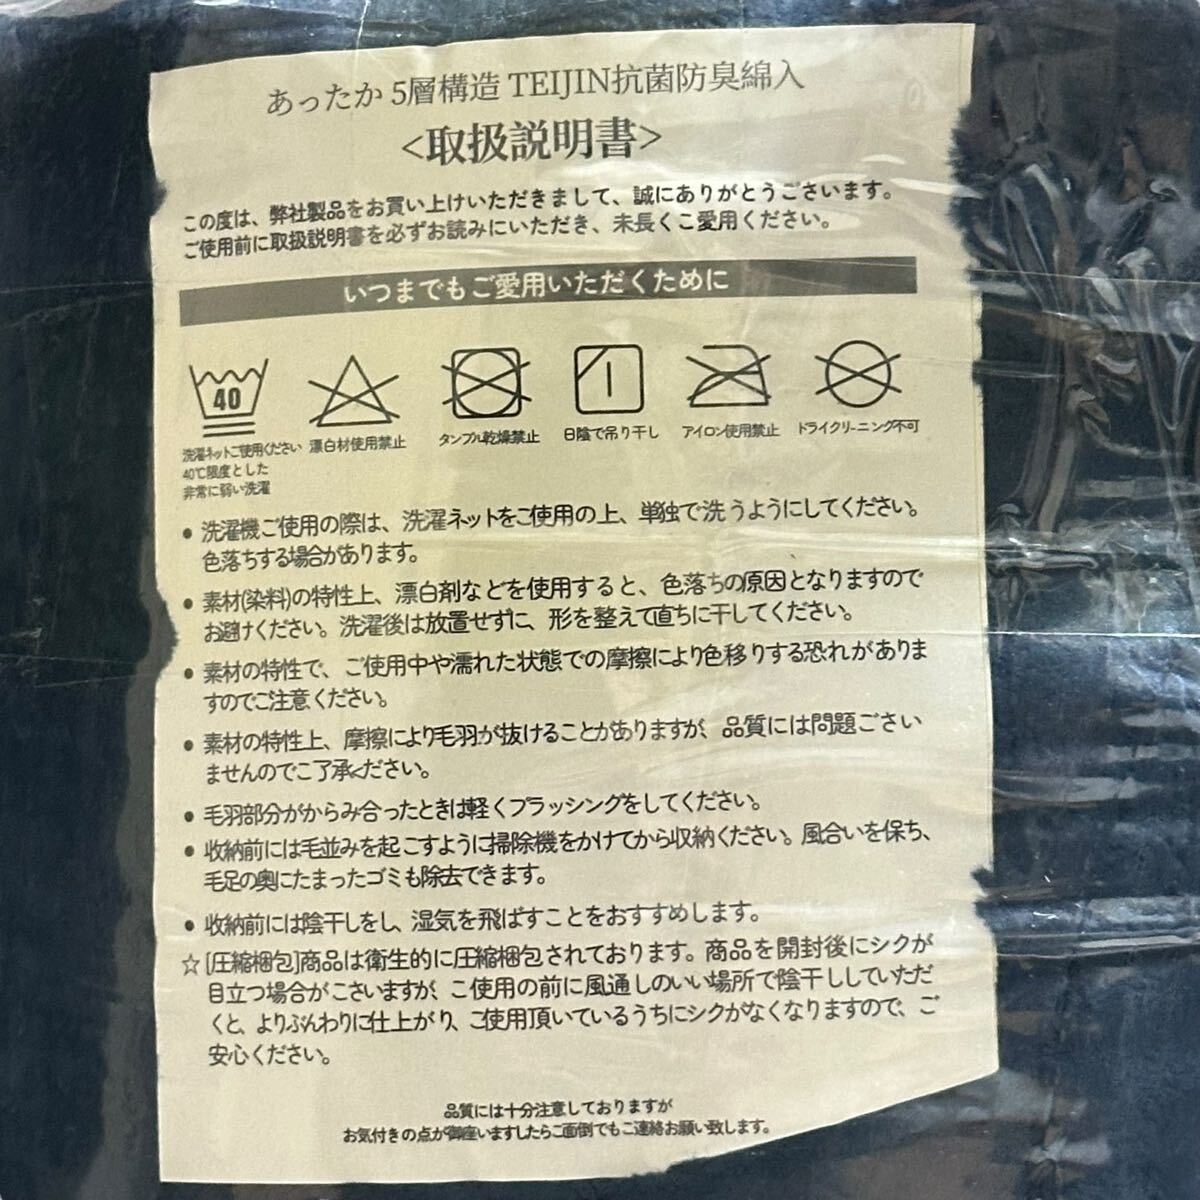 あったか 5層構造 TEIJIN抗菌防臭綿入
<取扱説明書>
この度は、弊社製品をお買い上げいただきまして、誠にありがとうございます。
ご使用前に取扱説明書を必ずお読みにいただき、末長くご愛用ください。
いつまでもご愛用いただくために
40
洗濯ネットご使用ください
40℃限度とした
非常に弱い洗濯
漂白材使用禁止
タンブル乾燥禁止
日陰で吊り干し
アイロン使用禁止
ドライクリーニング不可
● 洗濯機ご使用の際は、洗濯ネットをご使用の上、単独で洗うようにしてください。
色落ちする場合があります。
● 素材(染料)の特性上、漂白剤などを使用すると、色落ちの原因となりますので
お避けください。洗濯後は放置せずに、形を整えて直ちに干してください。
● 素材の特性で、ご使用中や濡れた状態での摩擦により色移りする恐れがありま
すのでご注意ください。
● 素材の特性上、摩擦により毛羽が抜けることがありますが、品質には問題ござい
ませんのでご了承ください。
● 毛羽部分がからみ合ったときは軽くブラッシングをしてください。
● 収納前には毛並みを起こすように掃除機をかけてから収納ください。風合いを保ち、
毛足の奥にたまったゴミも除去できます。
● 収納前には陰干しをし、湿気を飛ばすことをおすすめします。
☆ [圧縮梱包]商品は衛生的に圧縮梱包されております。商品を開封後にシワが
目立つ場合がございますが、ご使用の前に風通しのいい場所で陰干ししていただ
くと、よりふんわりに仕上がり、ご使用頂いているうちにシワがなくなりますので、ご
安心ください。
品質には十分注意しておりますが
お気付きの点が御座いますしたらご面倒でもご連絡お願い致します。